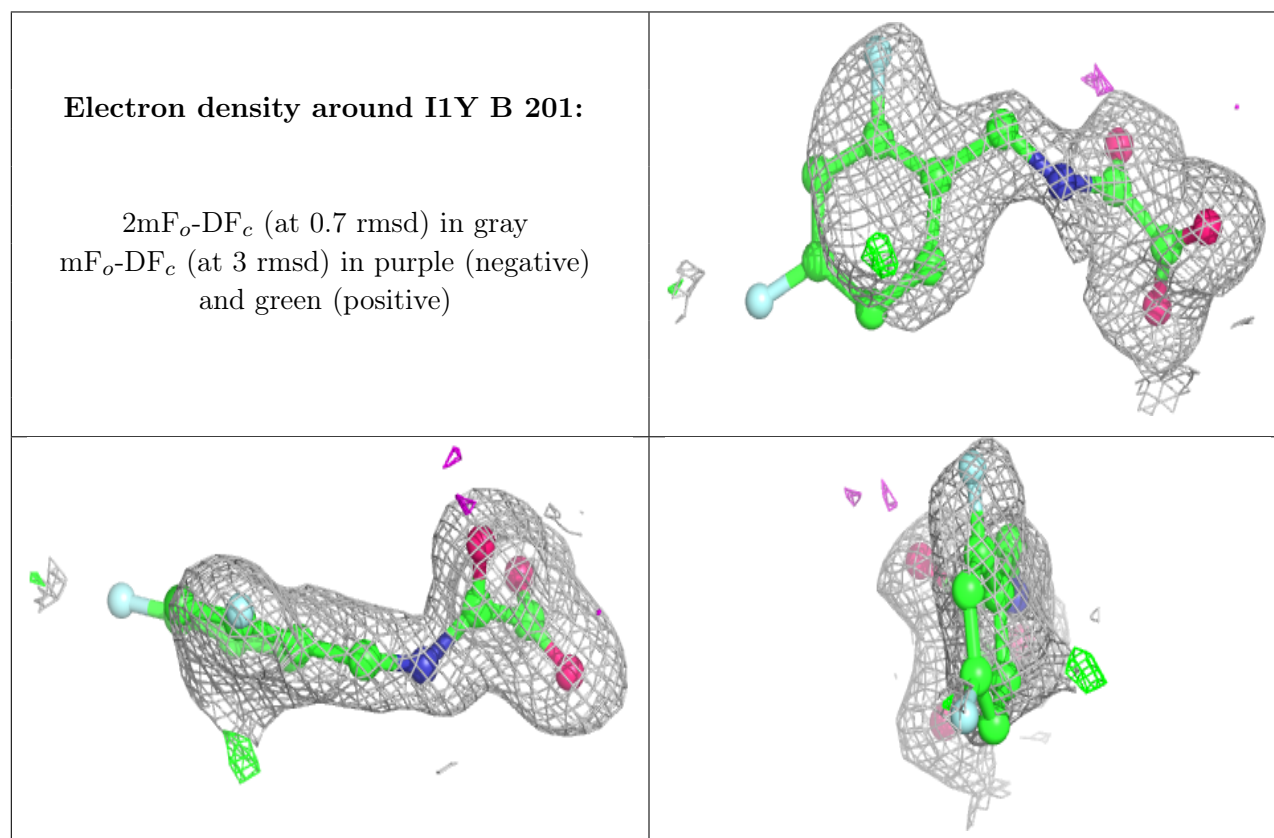 Electron density around I1Y B 201:
2mFo-DFc (at 0.7 rmsd) in gray
mFo-DFc (at 3 rmsd) in purple (negative)
and green (positive)